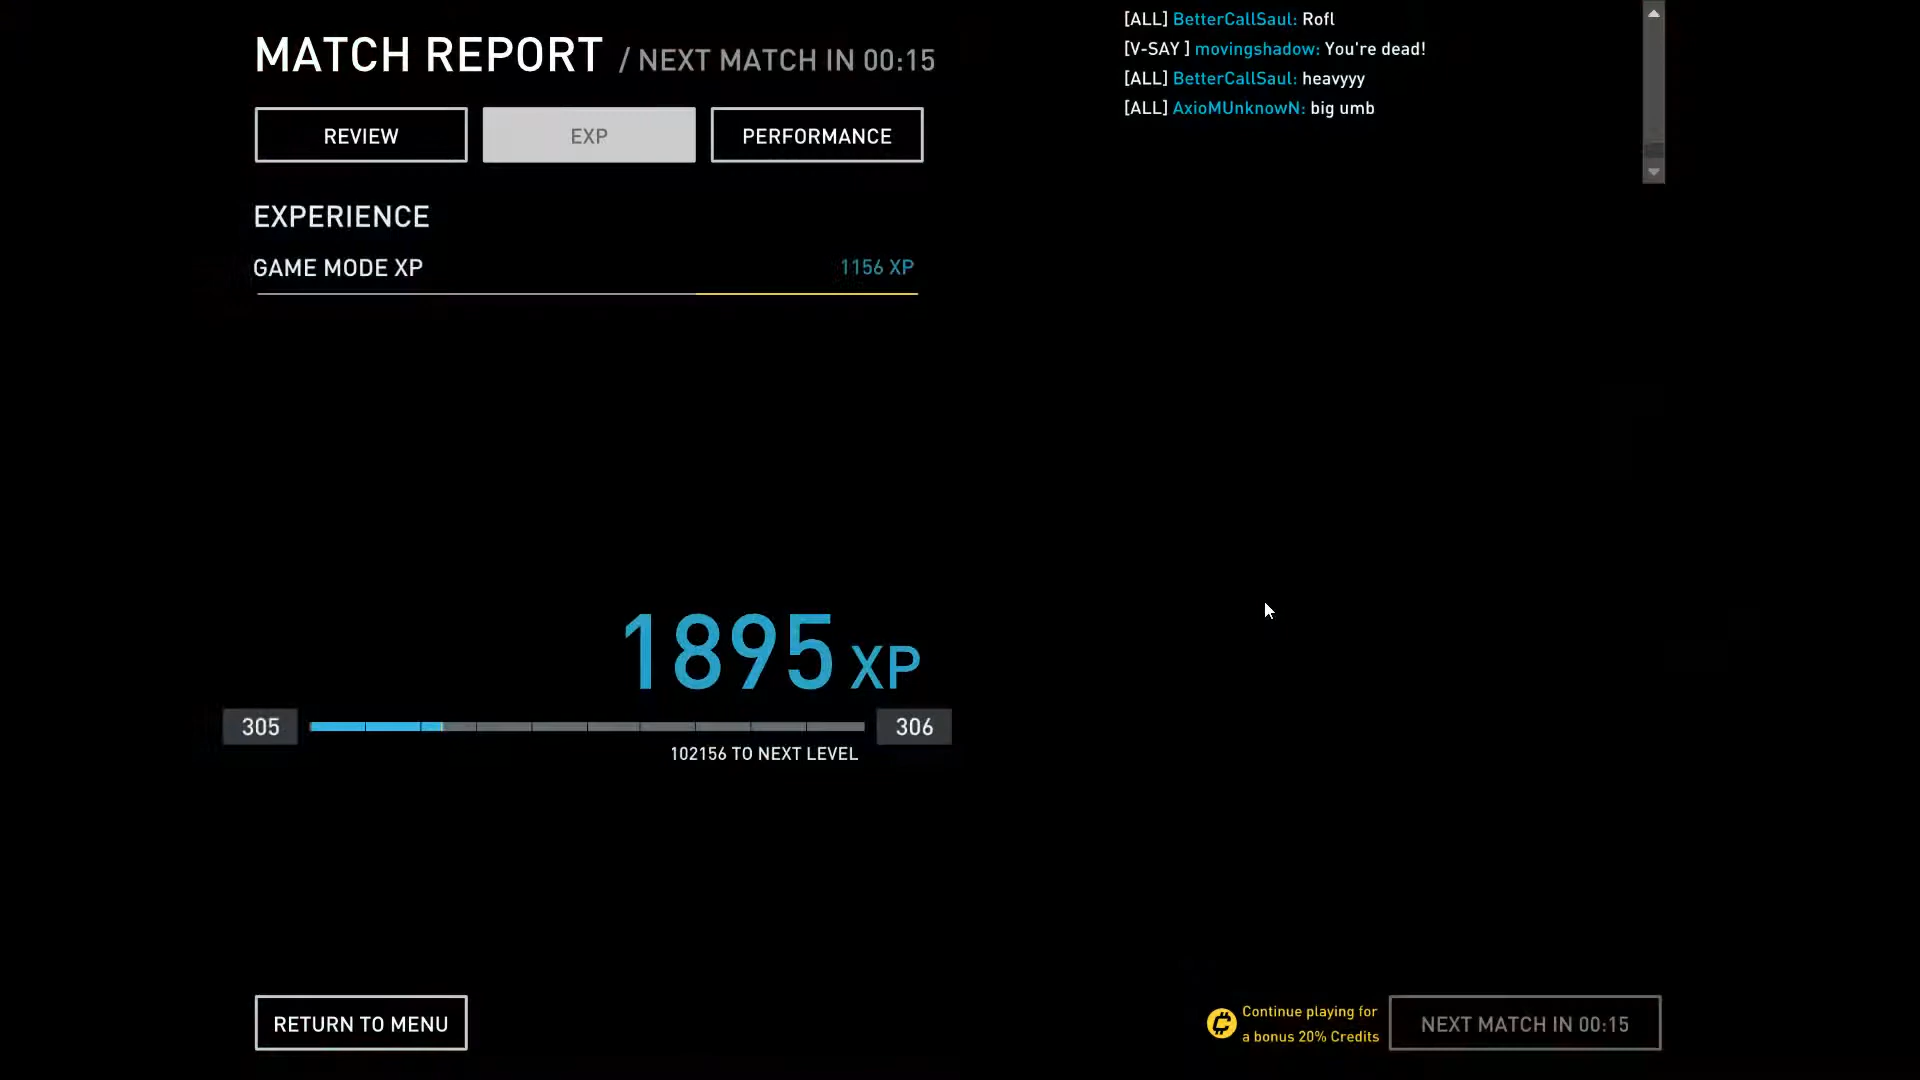 MATCH REPORT / NEXT MATCH IN 00:15
REVIEW
EXP
PERFORMANCE
EXPERIENCE
GAME MODE XP
1156 XP
1895 XP
305
306
102156 TO NEXT LEVEL
[ALL] BetterCallSaul: Rofl
[V-SAY ] movingshadow: You're dead!
[ALL] BetterCallSaul: heavyyy
[ALL] AxioMUnknowN: big umb
RETURN TO MENU
Continue playing for
a bonus 20% Credits
NEXT MATCH IN 00:15